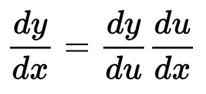 dy/dx = dy/du du/dx